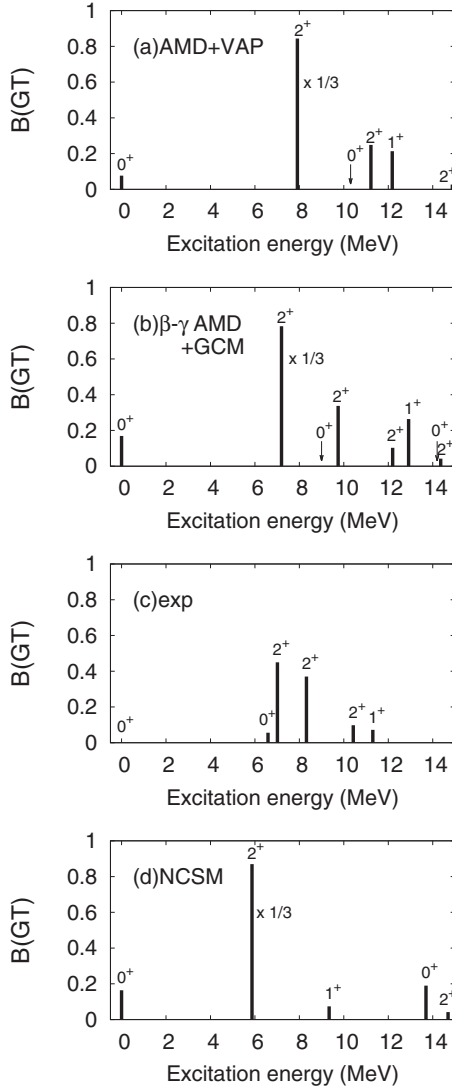 1
(a)AMD+VAP
2⁺
0.8
x 1/3
0.6
B(GT)
0.4
0⁺
2⁺
1⁺
0.2
0⁺
2⁺
0
0 2 4 6 8 10 12 14
Excitation energy (MeV)
1
(b)β-γ AMD
+GCM
2⁺
0.8
x 1/3
0.6
B(GT)
0.4
2⁺
1⁺
0⁺
0⁺
0⁺
0.2
2⁺
2⁺
0
0 2 4 6 8 10 12 14
Excitation energy (MeV)
1
(c)exp
0.8
0.6
B(GT)
2⁺
2⁺
0.4
0.2
2⁺
1⁺
0⁺
0⁺
0
0 2 4 6 8 10 12 14
Excitation energy (MeV)
1
(d)NCSM
2⁺
0.8
x 1/3
0.6
B(GT)
0.4
0⁺
0⁺
0.2
1⁺
2⁺
0
0 2 4 6 8 10 12 14
Excitation energy (MeV)